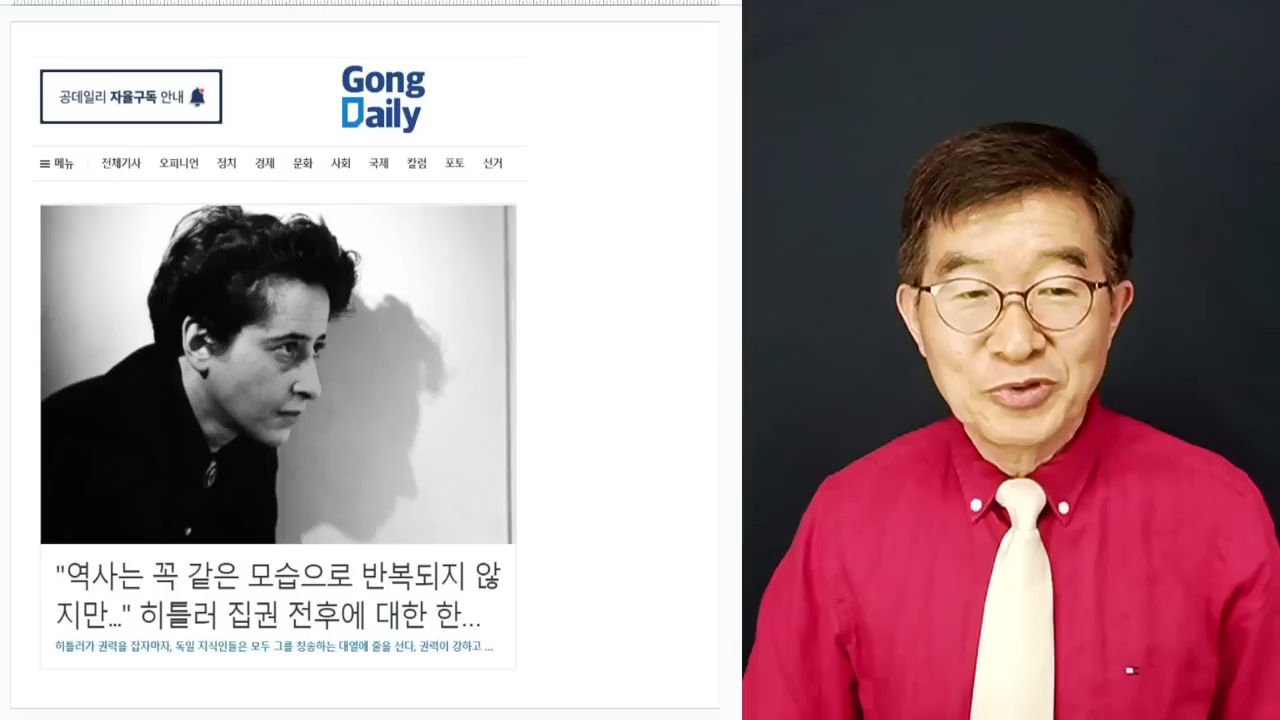 공데일리 자율구독 안내
Gong
Daily
메뉴 전체기사 오피니언 정치 경제 문화 사회 국제 칼럼 포토 선거
"역사는 꼭 같은 모습으로 반복되지 않
지만..." 히틀러 집권 전후에 대한 한...
히틀러가 권력을 잡자마자, 독일 지식인들은 모두 그를 칭송하는 대열에 줄을 선다, 권력이 강하고 ...